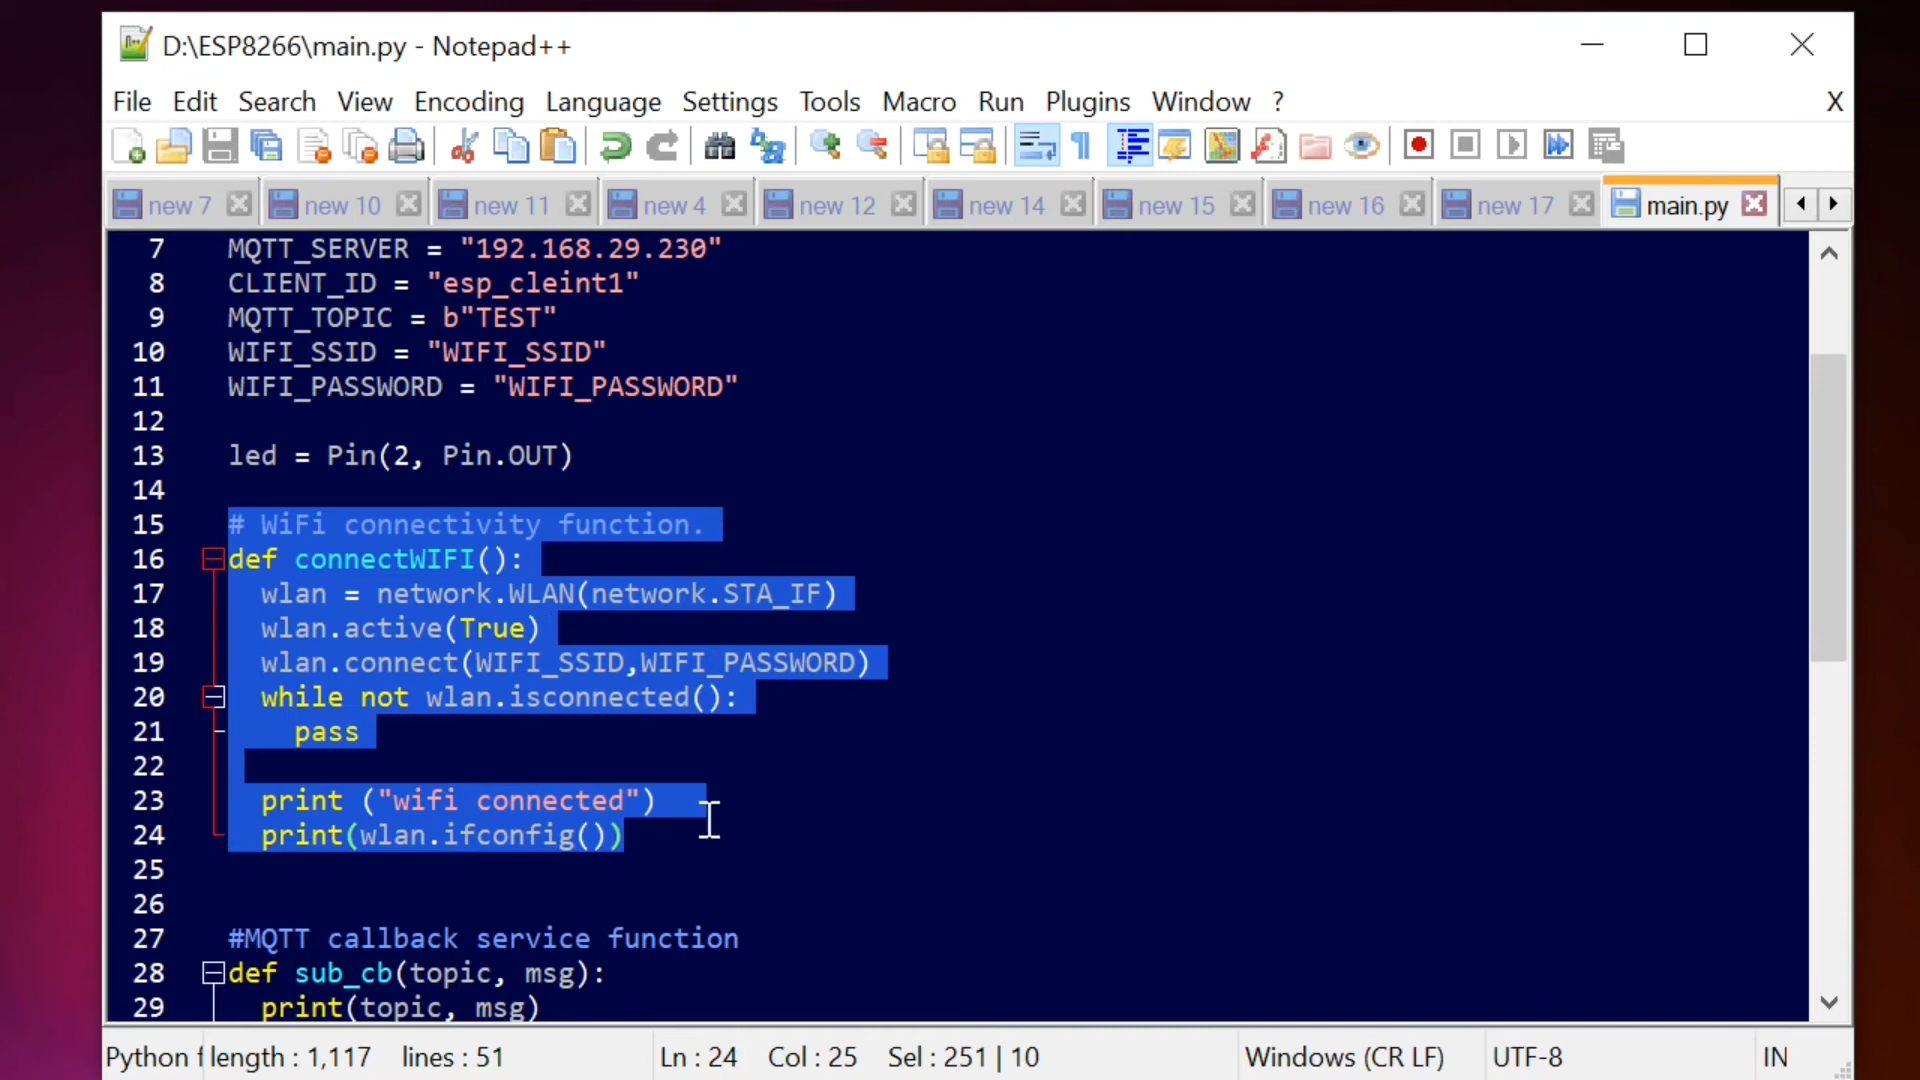 D:\ESP8266\main.py - Notepad++
File Edit Search View Encoding Language Settings Tools Macro Run Plugins Window ? X
new 7 new 10 new 11 new 4 new 12 new 14 new 15 new 16 new 17 main.py
7 MQTT_SERVER = "192.168.29.230"
8 CLIENT_ID = "esp_cleint1"
9 MQTT_TOPIC = b"TEST"
10 WIFI_SSID = "WIFI_SSID"
11 WIFI_PASSWORD = "WIFI_PASSWORD"
12
13 led = Pin(2, Pin.OUT)
14
15 # WiFi connectivity function.
16 def connectWIFI():
17 wlan = network.WLAN(network.STA_IF)
18 wlan.active(True)
19 wlan.connect(WIFI_SSID,WIFI_PASSWORD)
20 while not wlan.isconnected():
21 pass
22
23 print ("wifi connected")
24 print(wlan.ifconfig())
25
26
27 #MQTT callback service function
28 def sub_cb(topic, msg):
29 print(topic, msg)
Python f length : 1,117 lines : 51 Ln : 24 Col : 25 Sel : 251 | 10 Windows (CR LF) UTF-8 IN